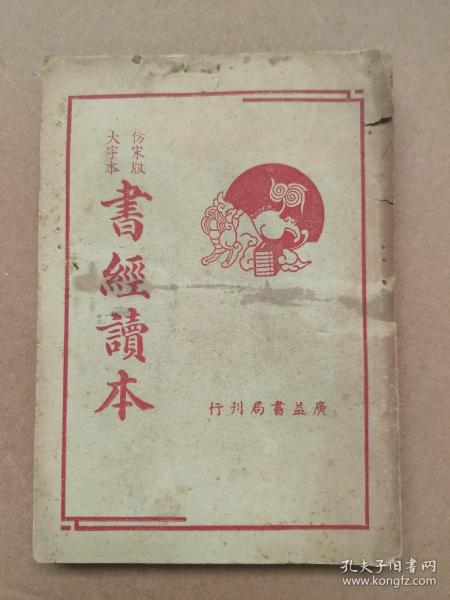 仿宋版
大字本
書經讀本
廣益書局刊行
孔夫子旧书网
www.kongfz.com